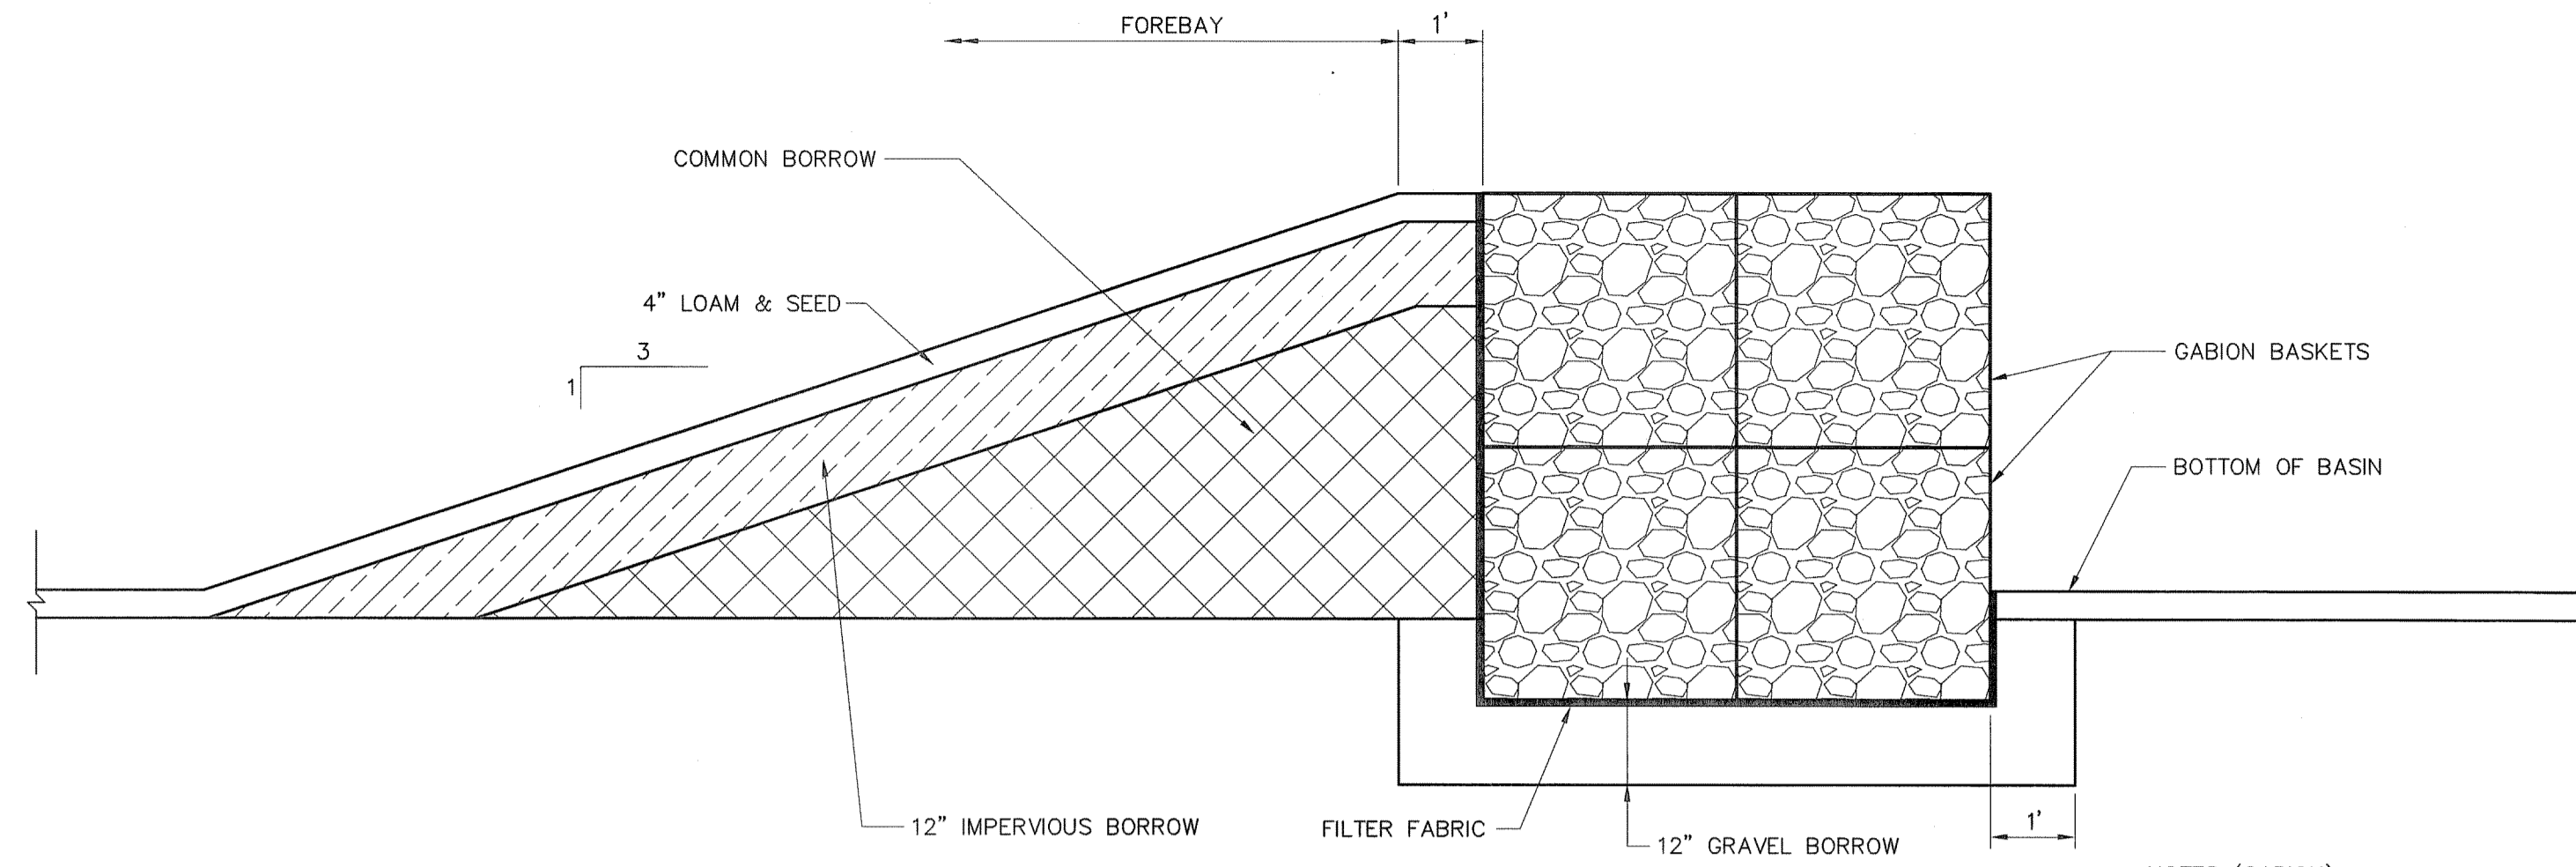 FOREBAY
1'
COMMON BORROW
4" LOAM & SEED
3
1
GABION BASKETS
BOTTOM OF BASIN
12" IMPERVIOUS BORROW
FILTER FABRIC
12" GRAVEL BORROW
1'